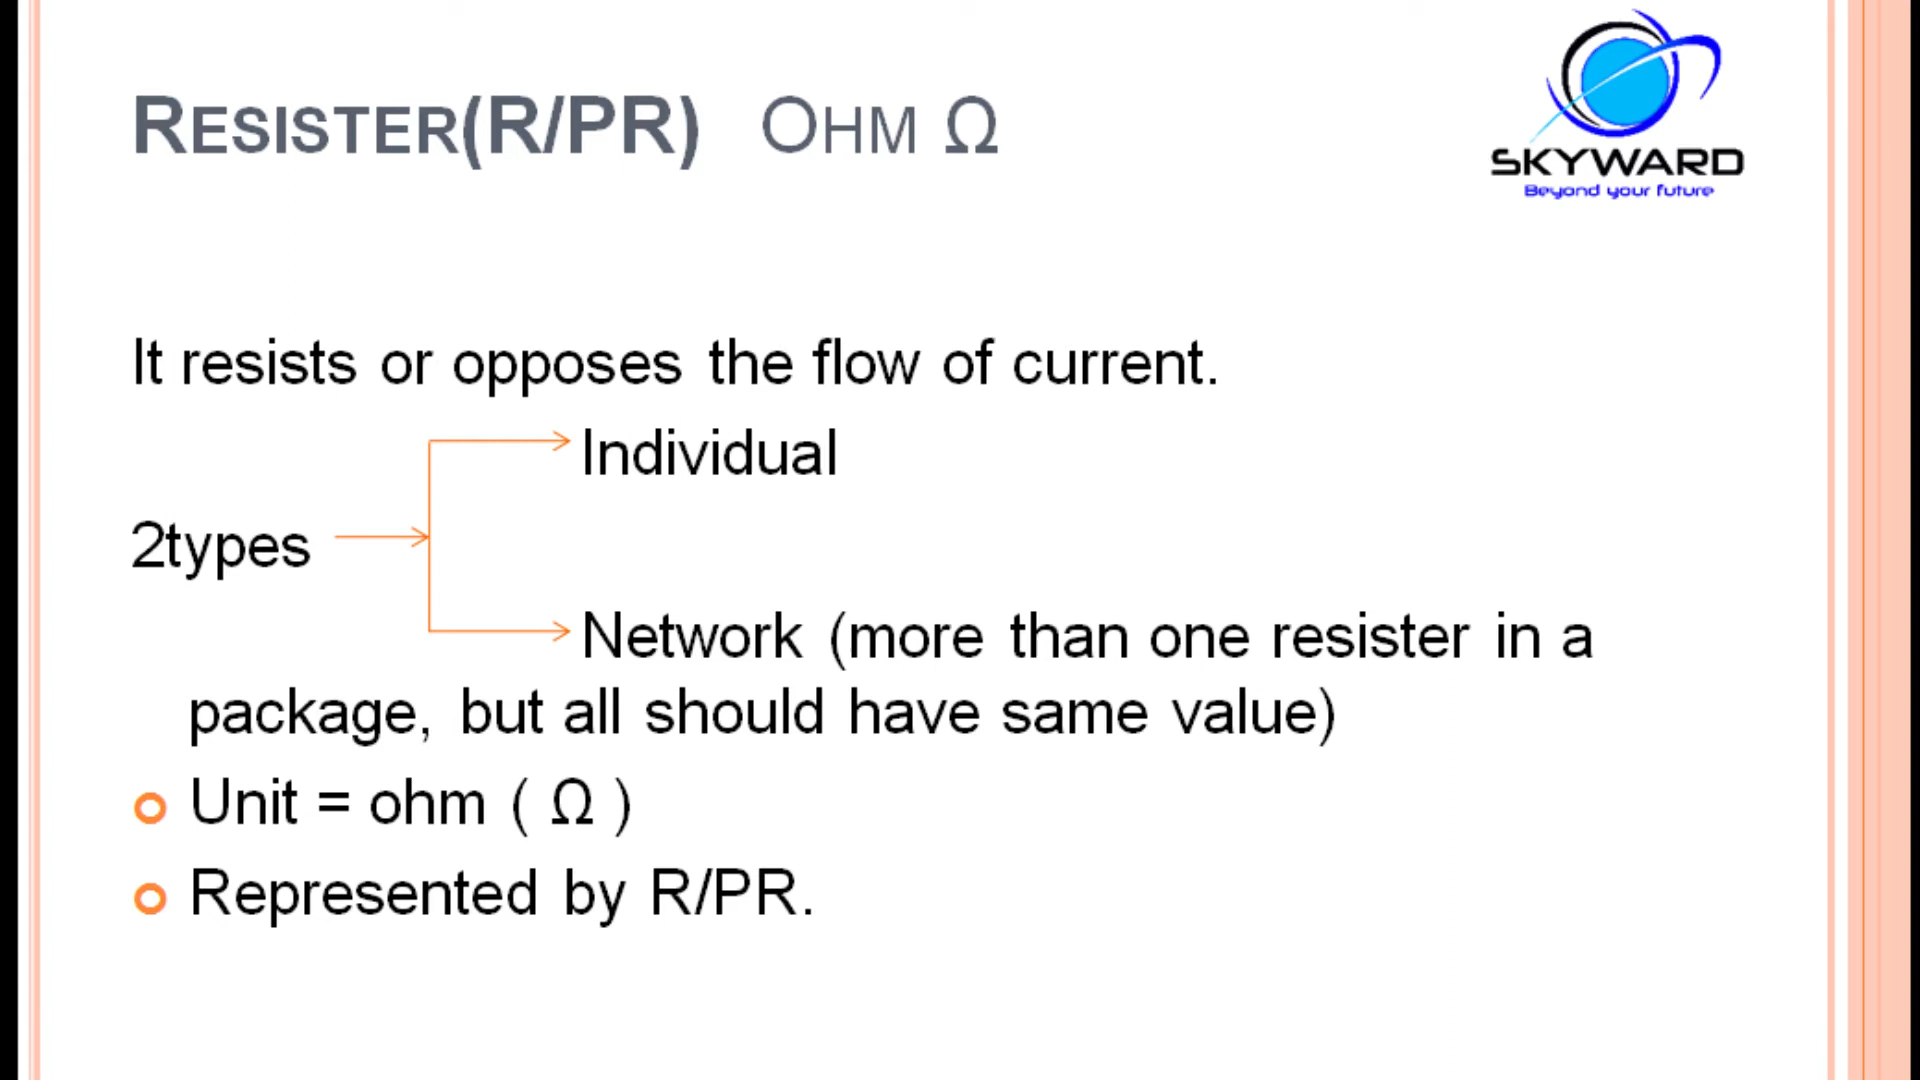 RESISTER(R/PR) OHM Ω
SKYWARD
Beyond your future
It resists or opposes the flow of current.
Individual
2types
Network (more than one resister in a
package, but all should have same value)
Unit = ohm ( Ω )
Represented by R/PR.